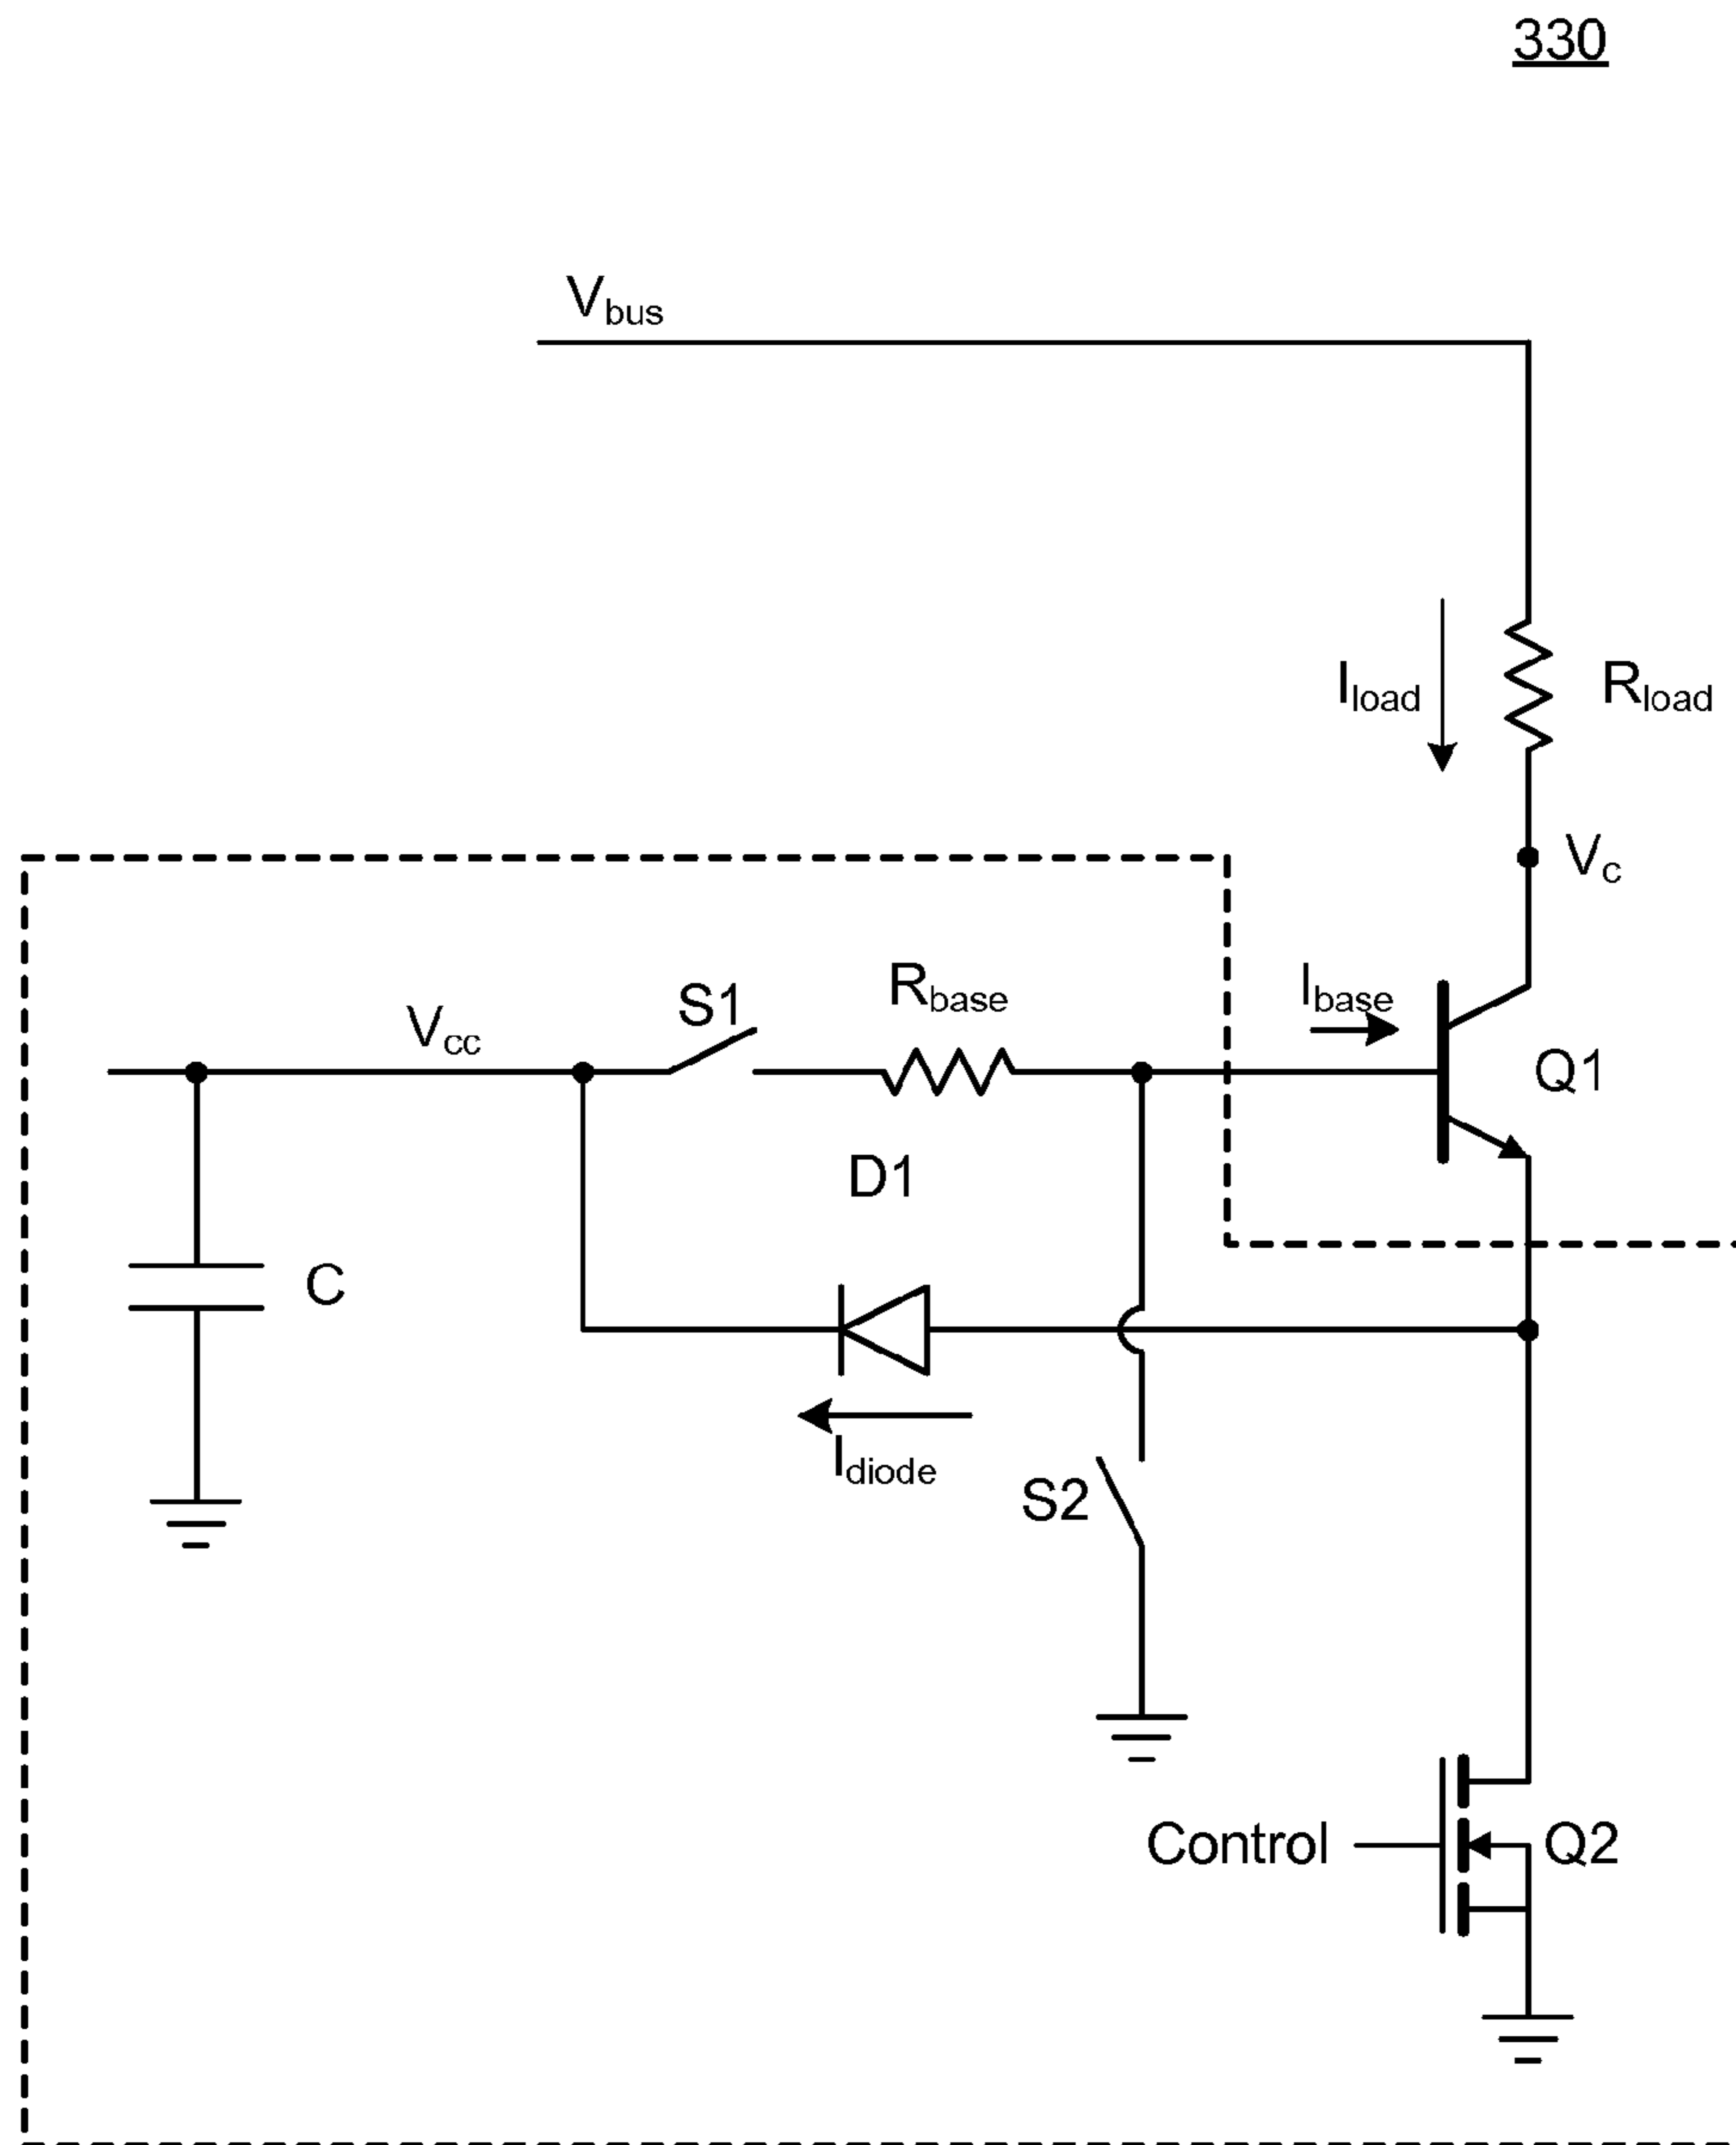 330
Vbus
Iload
Rload
Vc
Vcc
S1
Rbase
Ibase
Q1
D1
C
Idiode
S2
Control
Q2